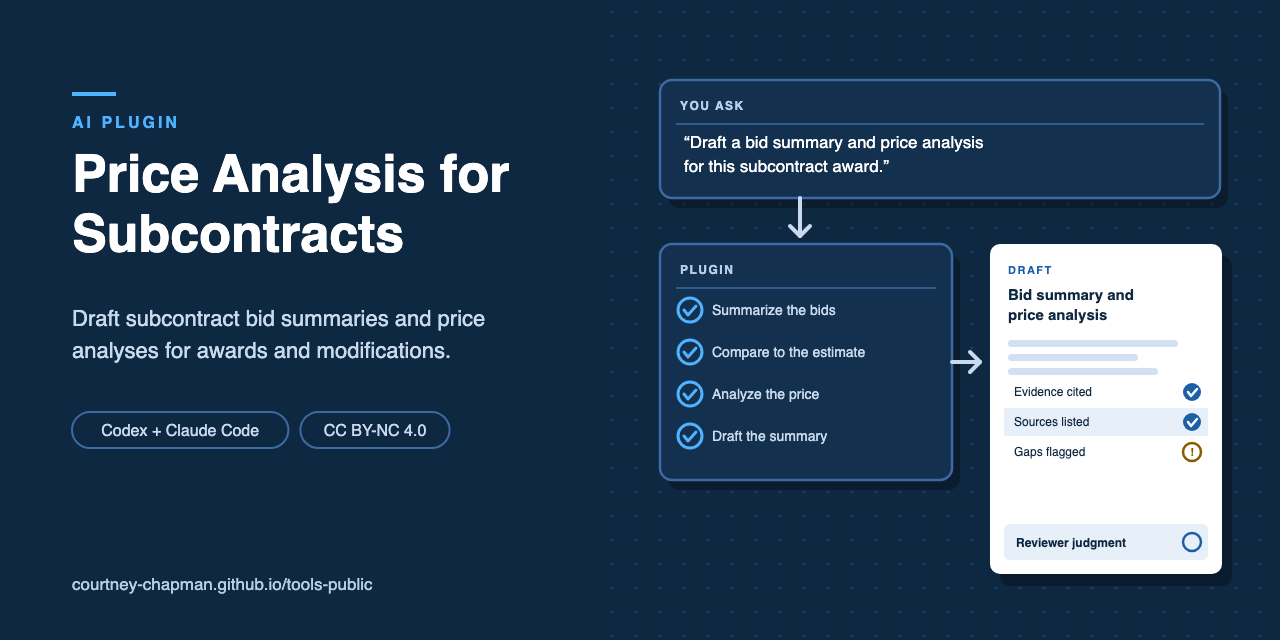 AI PLUGIN
Price Analysis for
Subcontracts
Draft subcontract bid summaries and price
analyses for awards and modifications.
Codex + Claude Code
CC BY-NC 4.0
courtney-chapman.github.io/tools-public
YOU ASK
“Draft a bid summary and price analysis
for this subcontract award.”
PLUGIN
Summarize the bids
Compare to the estimate
Analyze the price
Draft the summary
DRAFT
Bid summary and
price analysis
Evidence cited
Sources listed
Gaps flagged
!
Reviewer judgment